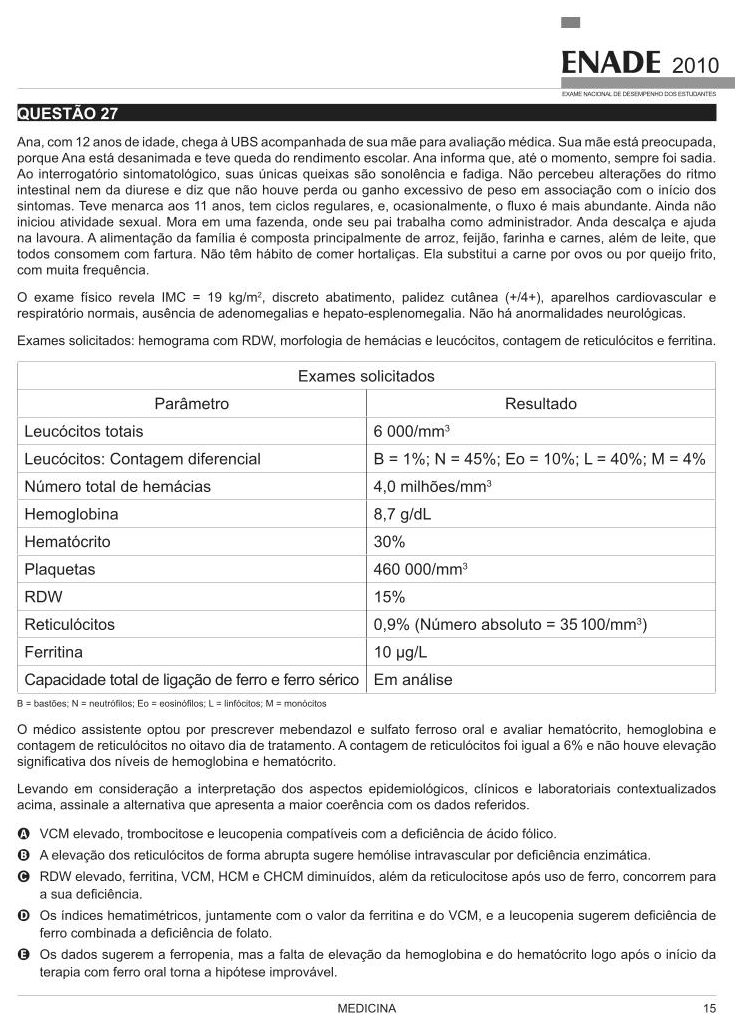 ENADE 2010
EXAME NACIONAL DE DESEMPENHO DOS ESTUDANTES
QUESTÃO 27
Ana, com 12 anos de idade, chega à UBS acompanhada de sua mãe para avaliação médica. Sua mãe está preocupada,
porque Ana está desanimada e teve queda do rendimento escolar. Ana informa que, até o momento, sempre foi sadia.
Ao interrogatório sintomatológico, suas únicas queixas são sonolência e fadiga. Não percebeu alterações do ritmo
intestinal nem da diurese e diz que não houve perda ou ganho excessivo de peso em associação com o início dos
sintomas. Teve menarca aos 11 anos, tem ciclos regulares, e, ocasionalmente, o fluxo é mais abundante. Ainda não
iniciou atividade sexual. Mora em uma fazenda, onde seu pai trabalha como administrador. Anda descalça e ajuda
na lavoura. A alimentação da família é composta principalmente de arroz, feijão, farinha e carnes, além de leite, que
todos consomem com fartura. Não têm hábito de comer hortaliças. Ela substitui a carne por ovos ou por queijo frito,
com muita frequência.
O exame físico revela IMC = 19 kg/m², discreto abatimento, palidez cutânea (+/4+), aparelhos cardiovascular e
respiratório normais, ausência de adenomegalias e hepato-esplenomegalia. Não há anormalidades neurológicas.
Exames solicitados: hemograma com RDW, morfologia de hemácias e leucócitos, contagem de reticulócitos e ferritina.
Exames solicitados
Parâmetro Resultado
Leucócitos totais 6 000/mm³
Leucócitos: Contagem diferencial B = 1%; N = 45%; Eo = 10%; L = 40%; M = 4%
Número total de hemácias 4,0 milhões/mm³
Hemoglobina 8,7 g/dL
Hematócrito 30%
Plaquetas 460 000/mm³
RDW 15%
Reticulócitos 0,9% (Número absoluto = 35 100/mm³)
Ferritina 10 µg/L
Capacidade total de ligação de ferro e ferro sérico Em análise
B = bastões; N = neutrófilos; Eo = eosinófilos; L = linfócitos; M = monócitos
O médico assistente optou por prescrever mebendazol e sulfato ferroso oral e avaliar hematócrito, hemoglobina e
contagem de reticulócitos no oitavo dia de tratamento. A contagem de reticulócitos foi igual a 6% e não houve elevação
significativa dos níveis de hemoglobina e hematócrito.
Levando em consideração a interpretação dos aspectos epidemiológicos, clínicos e laboratoriais contextualizados
acima, assinale a alternativa que apresenta a maior coerência com os dados referidos.
A VCM elevado, trombocitose e leucopenia compatíveis com a deficiência de ácido fólico.
B A elevação dos reticulócitos de forma abrupta sugere hemólise intravascular por deficiência enzimática.
C RDW elevado, ferritina, VCM, HCM e CHCM diminuídos, além da reticulocitose após uso de ferro, concorrem para
a sua deficiência.
D Os índices hematimétricos, juntamente com o valor da ferritina e do VCM, e a leucopenia sugerem deficiência de
ferro combinada a deficiência de folato.
E Os dados sugerem a ferropenia, mas a falta de elevação da hemoglobina e do hematócrito logo após o início da
terapia com ferro oral torna a hipótese improvável.
MEDICINA 15